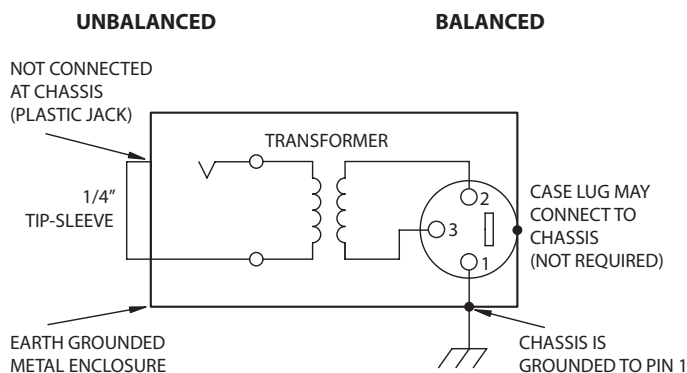 UNBALANCED
BALANCED
NOT CONNECTED
AT CHASSIS
(PLASTIC JACK)
TRANSFORMER
1/4”
TIP-SLEEVE
2
3
1
CASE LUG MAY
CONNECT TO
CHASSIS
(NOT REQUIRED)
EARTH GROUNDED
METAL ENCLOSURE
CHASSIS IS
GROUNDED TO PIN 1